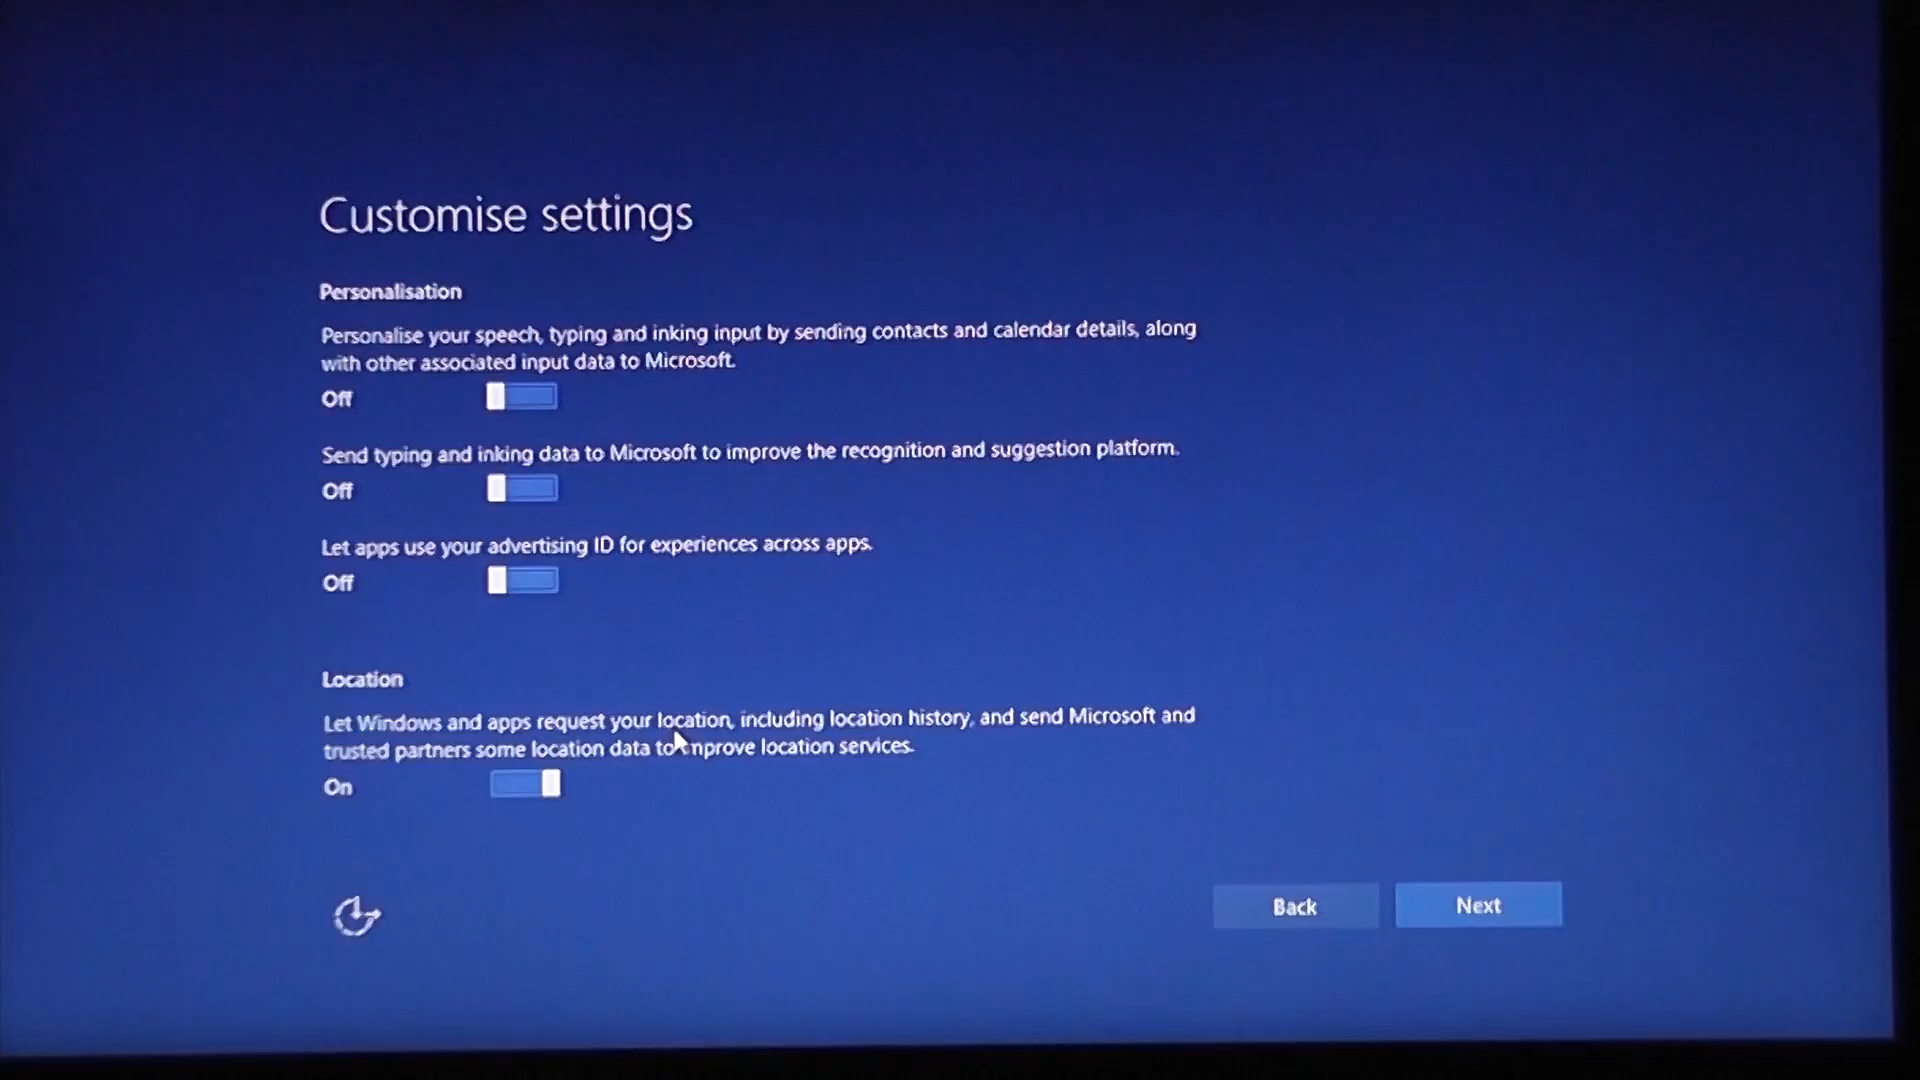 Customise settings
Personalisation
Personalise your speech, typing and inking input by sending contacts and calendar details, along
with other associated input data to Microsoft.
Off
Send typing and inking data to Microsoft to improve the recognition and suggestion platform.
Off
Let apps use your advertising ID for experiences across apps.
Off
Location
Let Windows and apps request your location, including location history, and send Microsoft and
trusted partners some location data to improve location services.
On
Back
Next